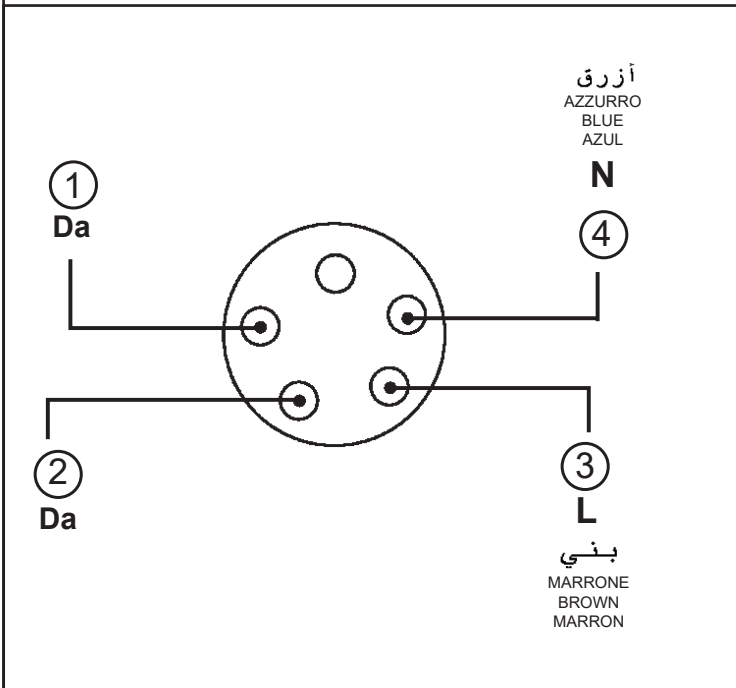 1
Da
2
Da
أزرق
AZZURRO
BLUE
AZUL
N
4
3
L
بني
MARRONE
BROWN
MARRON